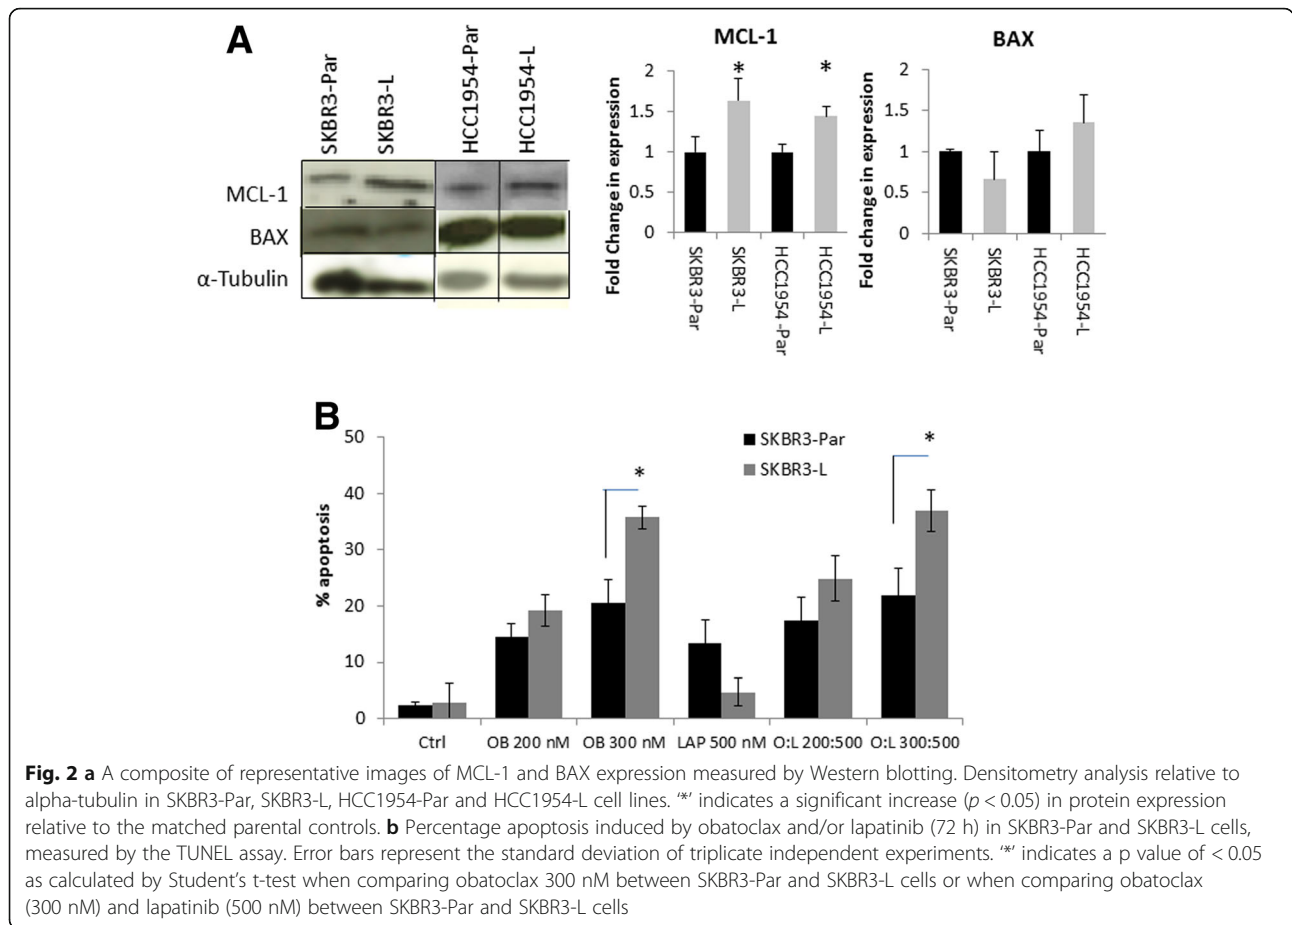 A
SKBR3-Par
SKBR3-L
HCC1954-Par
HCC1954-L
MCL-1
BAX
α-Tubulin
MCL-1
Fold Change in expression
2
1.5
1
0.5
0
*
*
SKBR3-Par
SKBR3-L
HCC1954 -Par
HCC1954-L
BAX
Fold change in expression
2
1.5
1
0.5
0
SKBR3-Par
SKBR3-L
HCC1954-Par
HCC1954-L
B
% apoptosis
50
40
30
20
10
0
SKBR3-Par
SKBR3-L
*
*
Ctrl
OB 200 nM
OB 300 nM
LAP 500 nM
O:L 200:500
O:L 300:500
Fig. 2 a A composite of representative images of MCL-1 and BAX expression measured by Western blotting. Densitometry analysis relative to
alpha-tubulin in SKBR3-Par, SKBR3-L, HCC1954-Par and HCC1954-L cell lines. ‘*’ indicates a significant increase (p < 0.05) in protein expression
relative to the matched parental controls. b Percentage apoptosis induced by obatoclax and/or lapatinib (72 h) in SKBR3-Par and SKBR3-L cells,
measured by the TUNEL assay. Error bars represent the standard deviation of triplicate independent experiments. ‘*’ indicates a p value of < 0.05
as calculated by Student’s t-test when comparing obatoclax 300 nM between SKBR3-Par and SKBR3-L cells or when comparing obatoclax
(300 nM) and lapatinib (500 nM) between SKBR3-Par and SKBR3-L cells